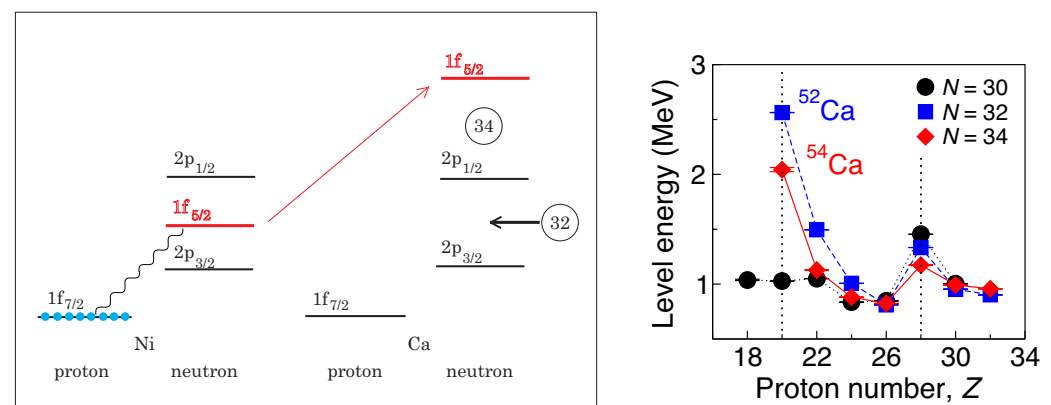 1f5/2
34
2p1/2
2p1/2
1f5/2
32
2p3/2
2p3/2
1f7/2
1f7/2
Ni
Ca
proton
neutron
proton
neutron
3
2
1
Level energy (MeV)
52Ca
54Ca
N = 30
N = 32
N = 34
18
22
26
30
34
Proton number, Z